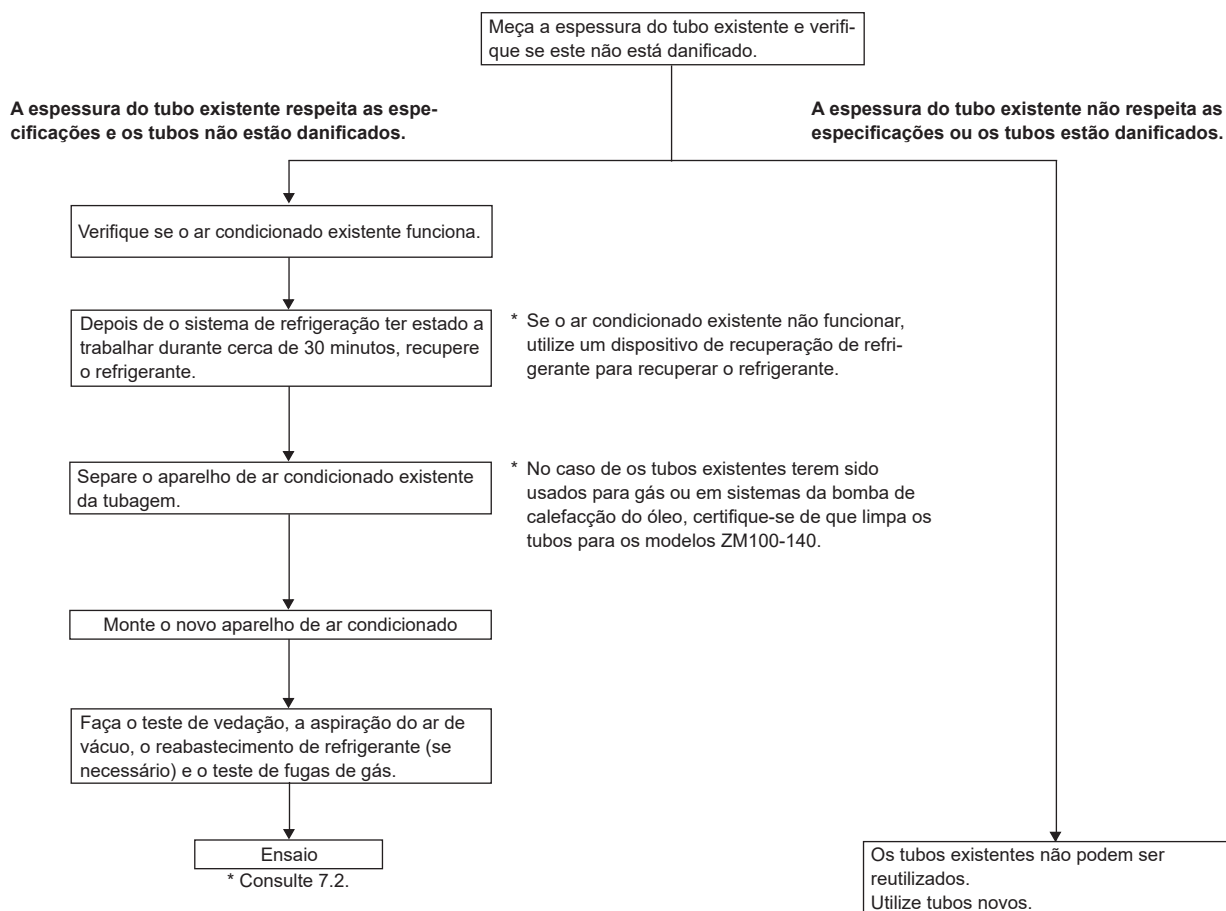 Meça a espessura do tubo existente e verifi-
que se este não está danificado.
A espessura do tubo existente respeita as espe-
cificações e os tubos não estão danificados.
A espessura do tubo existente não respeita as
especificações ou os tubos estão danificados.
Verifique se o ar condicionado existente funciona.
Depois de o sistema de refrigeração ter estado a
trabalhar durante cerca de 30 minutos, recupere
o refrigerante.
* Se o ar condicionado existente não funcionar,
utilize um dispositivo de recuperação de refri-
gerante para recuperar o refrigerante.
Separe o aparelho de ar condicionado existente
da tubagem.
* No caso de os tubos existentes terem sido
usados para gás ou em sistemas da bomba de
calefacção do óleo, certifique-se de que limpa os
tubos para os modelos ZM100-140.
Monte o novo aparelho de ar condicionado
Faça o teste de vedação, a aspiração do ar de
vácuo, o reabastecimento de refrigerante (se
necessário) e o teste de fugas de gás.
Ensaio
* Consulte 7.2.
Os tubos existentes não podem ser
reutilizados.
Utilize tubos novos.